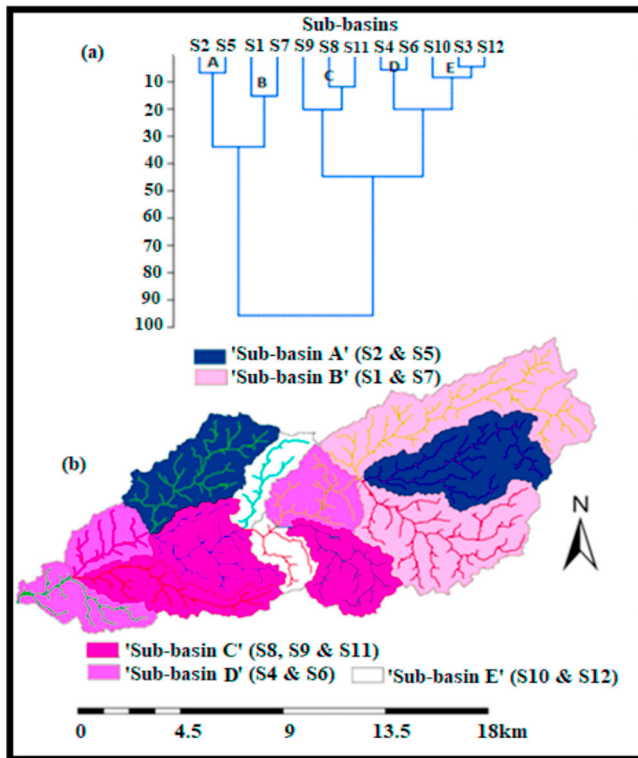 Sub-basins
(a)
S2 S5 S1 S7 S9 S8 S11 S4 S6 S10 S3 S12
A B C D E
10
20
30
40
50
60
70
80
90
100
'Sub-basin A' (S2 & S5)
'Sub-basin B' (S1 & S7)
(b)
N
'Sub-basin C' (S8, S9 & S11)
'Sub-basin D' (S4 & S6)
'Sub-basin E' (S10 & S12)
0 4.5 9 13.5 18km